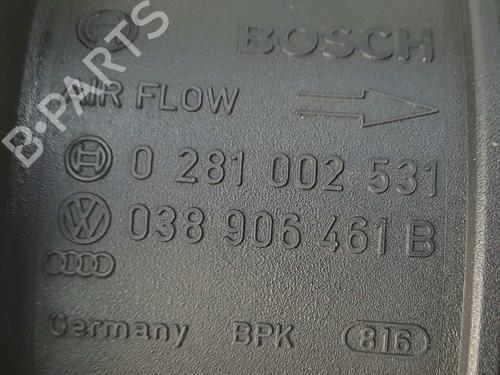 BOSCH
AIR FLOW
0 281 002 531
038 906 461 B
Germany BPK 816
B-PARTS